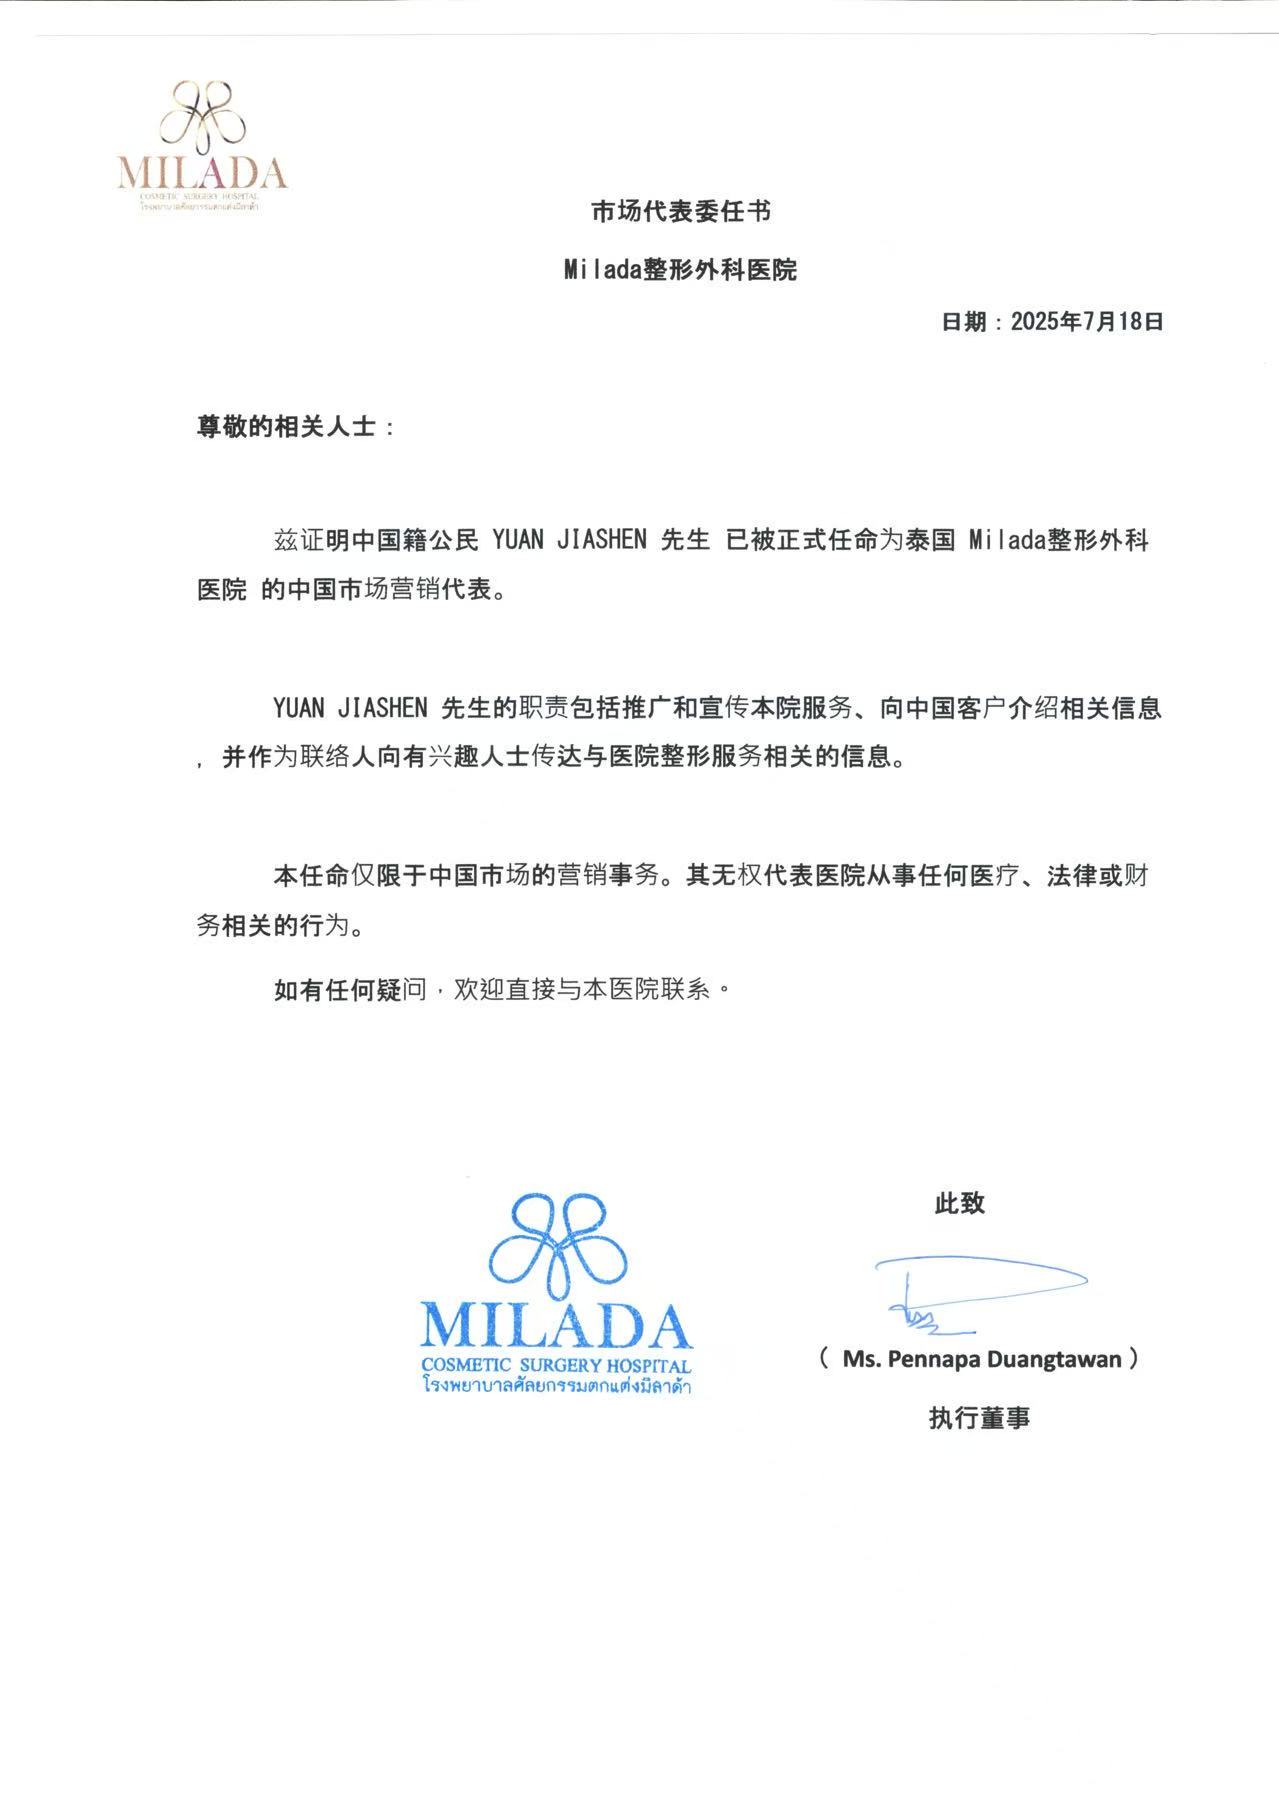 MILADA
COSMETIC SURGERY HOSPITAL
โรงพยาบาลศัลยกรรมตกแต่งมิลาด้า
市场代表委任书
Milada整形外科医院
日期：2025年7月18日
尊敬的相关人士：
兹证明中国籍公民 YUAN JIASHEN 先生 已被正式任命为泰国 Milada整形外科
医院 的中国市场营销代表。
YUAN JIASHEN 先生的职责包括推广和宣传本院服务、向中国客户介绍相关信息
，并作为联络人向有兴趣人士传达与医院整形服务相关的信息。
本任命仅限于中国市场的营销事务。其无权代表医院从事任何医疗、法律或财
务相关的行为。
如有任何疑问，欢迎直接与本医院联系。
此致
MILADA
COSMETIC SURGERY HOSPITAL
โรงพยาบาลศัลยกรรมตกแต่งมิลาด้า
( Ms. Pennapa Duangtawan )
执行董事